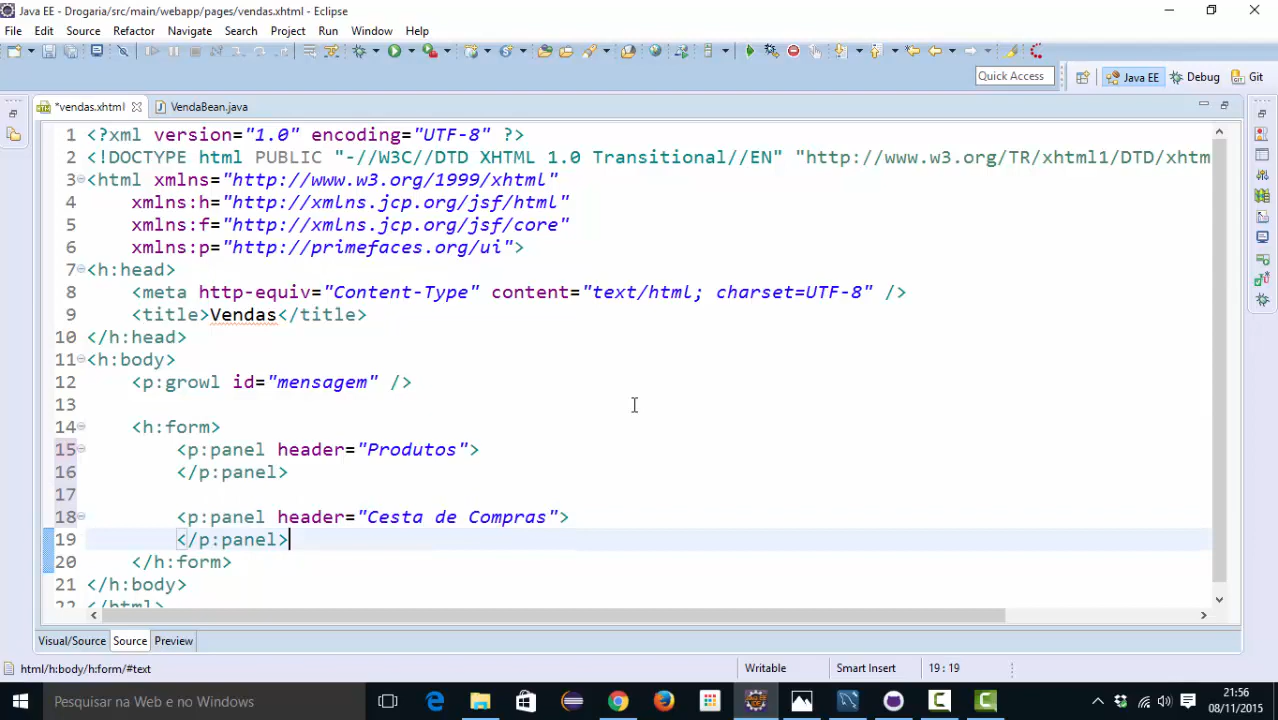 Java EE - Drogaria/src/main/webapp/pages/vendas.xhtml - Eclipse
File Edit Source Refactor Navigate Search Project Run Window Help
Quick Access Java EE Debug Git
*vendas.xhtml VendaBean.java
1 <?xml version="1.0" encoding="UTF-8" ?>
2 <!DOCTYPE html PUBLIC "-//W3C//DTD XHTML 1.0 Transitional//EN" "http://www.w3.org/TR/xhtml1/DTD/xhtm
3 <html xmlns="http://www.w3.org/1999/xhtml"
4 xmlns:h="http://xmlns.jcp.org/jsf/html"
5 xmlns:f="http://xmlns.jcp.org/jsf/core"
6 xmlns:p="http://primefaces.org/ui">
7 <h:head>
8 <meta http-equiv="Content-Type" content="text/html; charset=UTF-8" />
9 <title>Vendas</title>
10 </h:head>
11 <h:body>
12 <p:growl id="mensagem" />
13
14 <h:form>
15 <p:panel header="Produtos">
16 </p:panel>
17
18 <p:panel header="Cesta de Compras">
19 </p:panel>
20 </h:form>
21 </h:body>
22 </html>
Visual/Source Source Preview
html/h:body/h:form/#text Writable Smart Insert 19 : 19
Pesquisar na Web e no Windows
21:56
08/11/2015